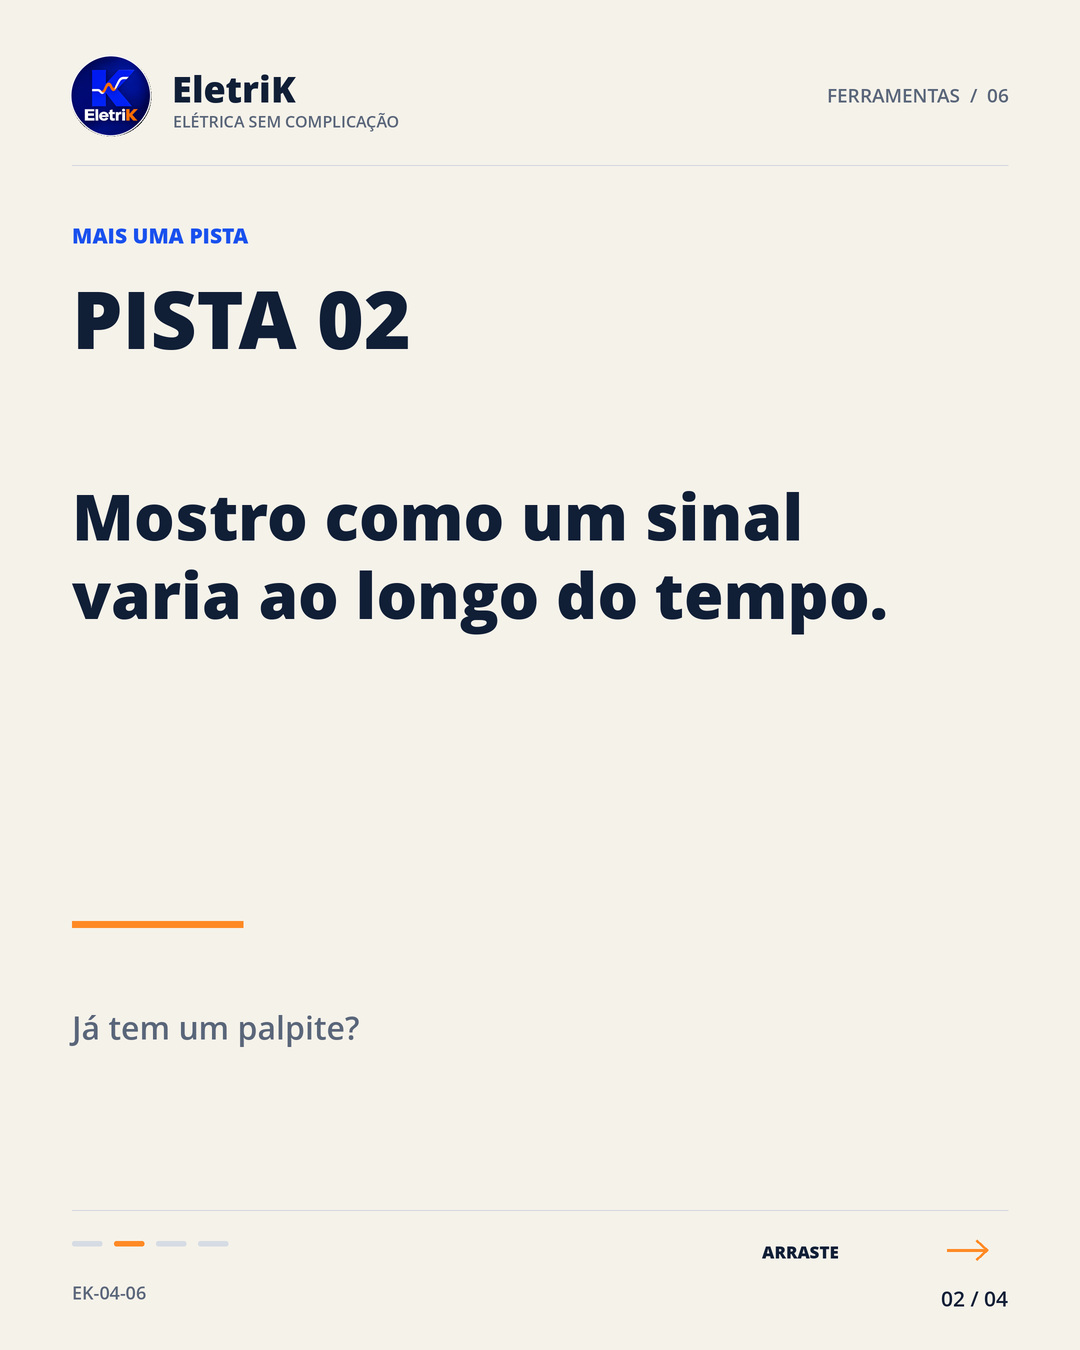 EletriK
EletriK
ELÉTRICA SEM COMPLICAÇÃO
FERRAMENTAS / 06
MAIS UMA PISTA
PISTA 02
Mostro como um sinal
varia ao longo do tempo.
Já tem um palpite?
ARRASTE
EK-04-06
02 / 04